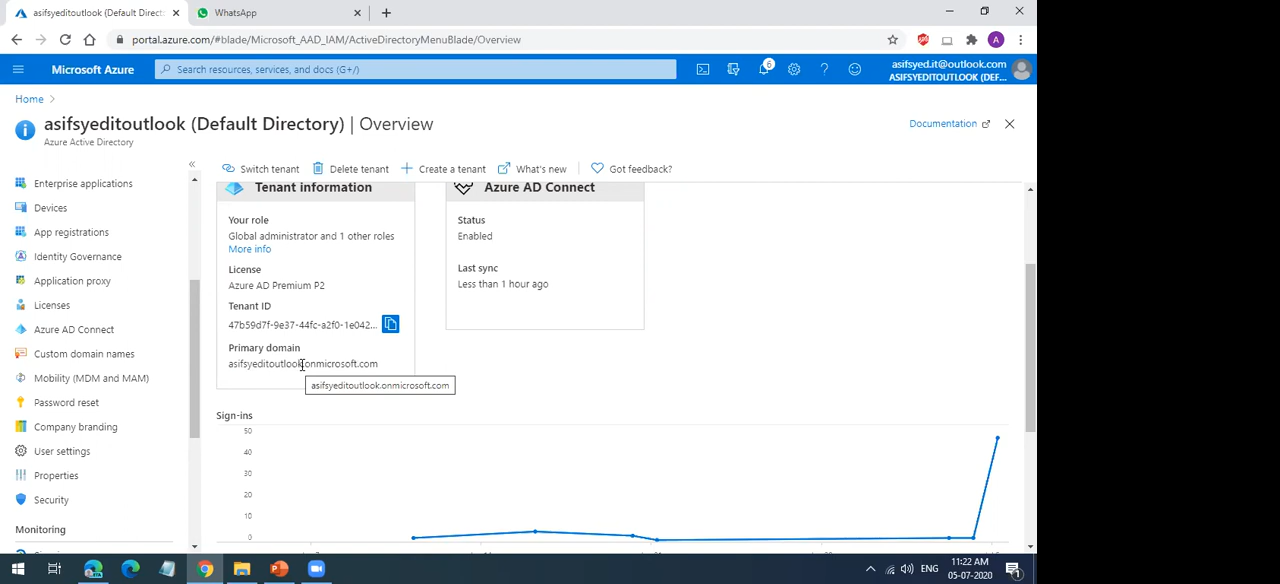 asifsyeditoutlook (Default Direct
WhatsApp
portal.azure.com/#blade/Microsoft_AAD_IAM/ActiveDirectoryMenuBlade/Overview
A
Microsoft Azure
Search resources, services, and docs (G+/)
6
asifsyed.it@outlook.com
ASIFSYEDITOUTLOOK (DEF...
Home
asifsyeditoutlook (Default Directory) | Overview
Azure Active Directory
Documentation
Switch tenant
Delete tenant
Create a tenant
What's new
Got feedback?
Enterprise applications
Devices
App registrations
Identity Governance
Application proxy
Licenses
Azure AD Connect
Custom domain names
Mobility (MDM and MAM)
Password reset
Company branding
User settings
Properties
Security
Monitoring
Tenant information
Your role
Global administrator and 1 other roles
More info
License
Azure AD Premium P2
Tenant ID
47b59d7f-9e37-44fc-a2f0-1e042...
Primary domain
asifsyeditoutlook.onmicrosoft.com
asifsyeditoutlook.onmicrosoft.com
Azure AD Connect
Status
Enabled
Last sync
Less than 1 hour ago
Sign-ins
50
40
30
20
10
0
ENG
11:22 AM
05-07-2020
1